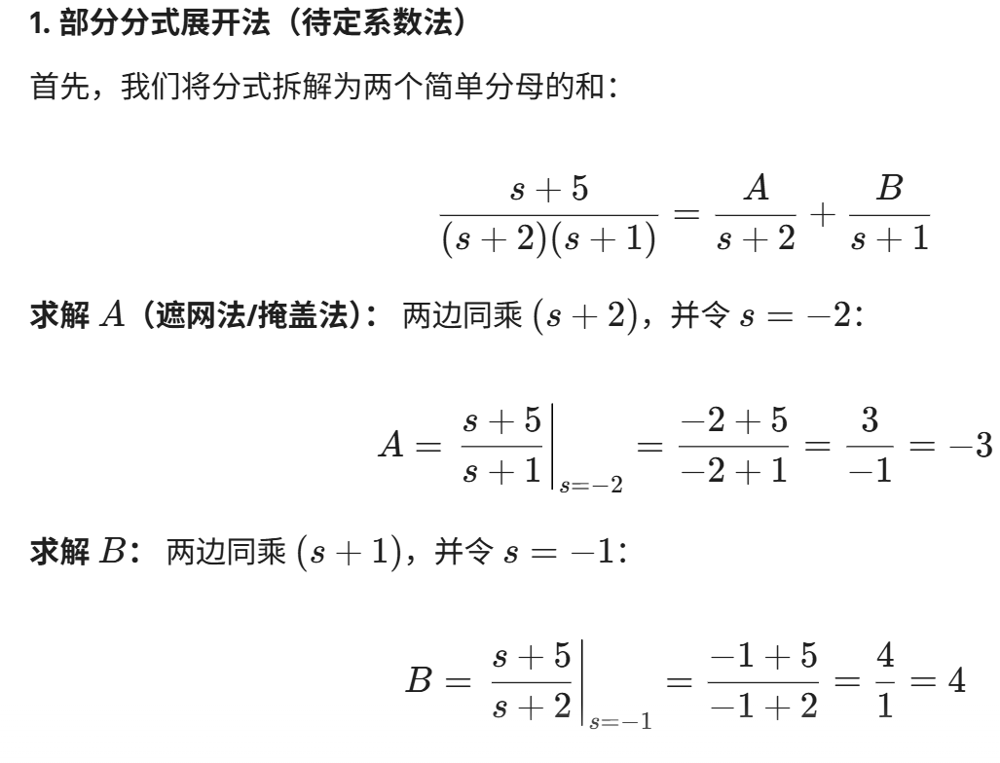 1. 部分分式展开法（待定系数法）
首先，我们将分式拆解为两个简单分母的和：
\frac{s+5}{(s+2)(s+1)} = \frac{A}{s+2} + \frac{B}{s+1}
求解 A（遮网法/掩盖法）： 两边同乘 (s + 2)，并令 s = −2：
A = \left.\frac{s+5}{s+1}\right|_{s=-2} = \frac{-2+5}{-2+1} = \frac{3}{-1} = -3
求解 B： 两边同乘 (s + 1)，并令 s = −1：
B = \left.\frac{s+5}{s+2}\right|_{s=-1} = \frac{-1+5}{-1+2} = \frac{4}{1} = 4